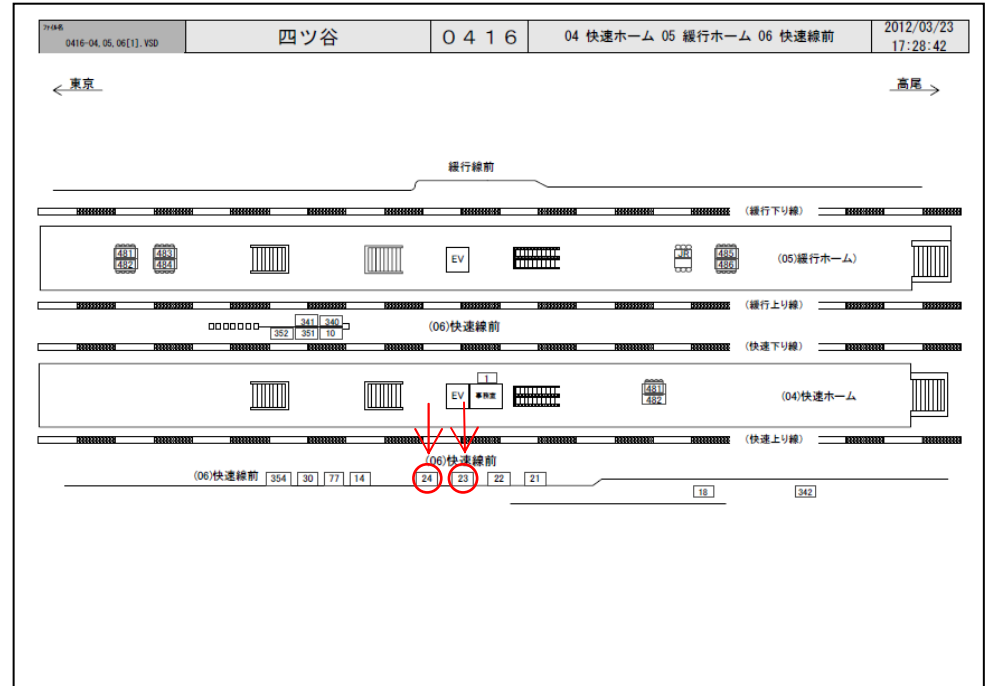 ファイル名
0416-04,05,06[1].VSD
四ツ谷
0416
04 快速ホーム 05 緩行ホーム 06 快速線前
2012/03/23
17:28:42
東京
高尾
緩行線前
(緩行下り線)
481 483
482 484
EV
JR
485
486
(05)緩行ホーム)
(緩行上り線)
341 340
352 351 10
(06)快速線前
(快速下り線)
1
EV 事務室
481
482
(04)快速ホーム
(快速上り線)
(06)快速線前
(06)快速線前 354 30 77 14 24 23 22 21
18 342